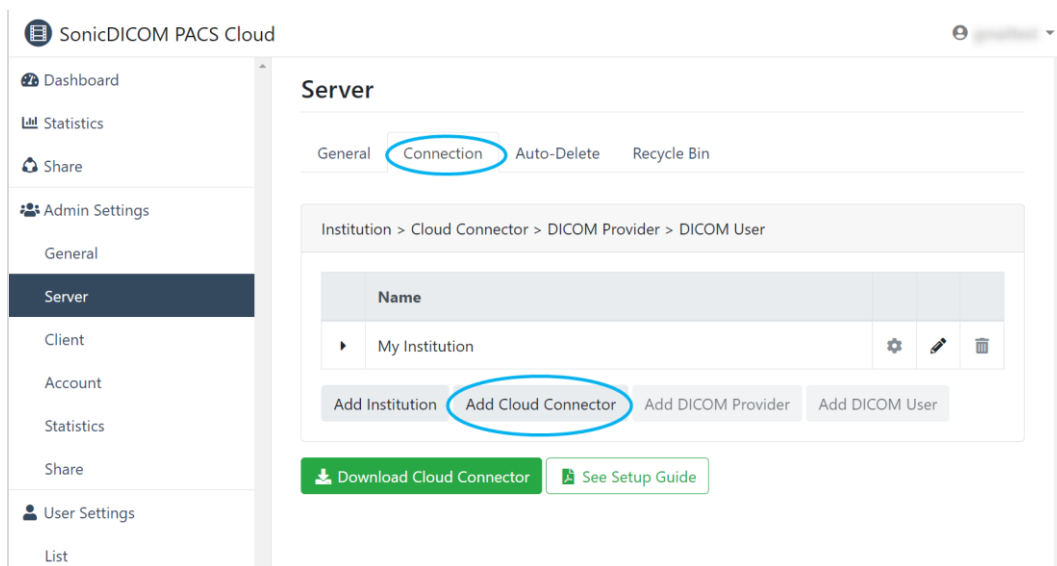 SonicDICOM PACS Cloud
Dashboard
Statistics
Share
Admin Settings
General
Server
Client
Account
Statistics
Share
User Settings
List
Server
General Connection Auto-Delete Recycle Bin
Institution > Cloud Connector > DICOM Provider > DICOM User
Name
My Institution
Add Institution Add Cloud Connector Add DICOM Provider Add DICOM User
Download Cloud Connector See Setup Guide